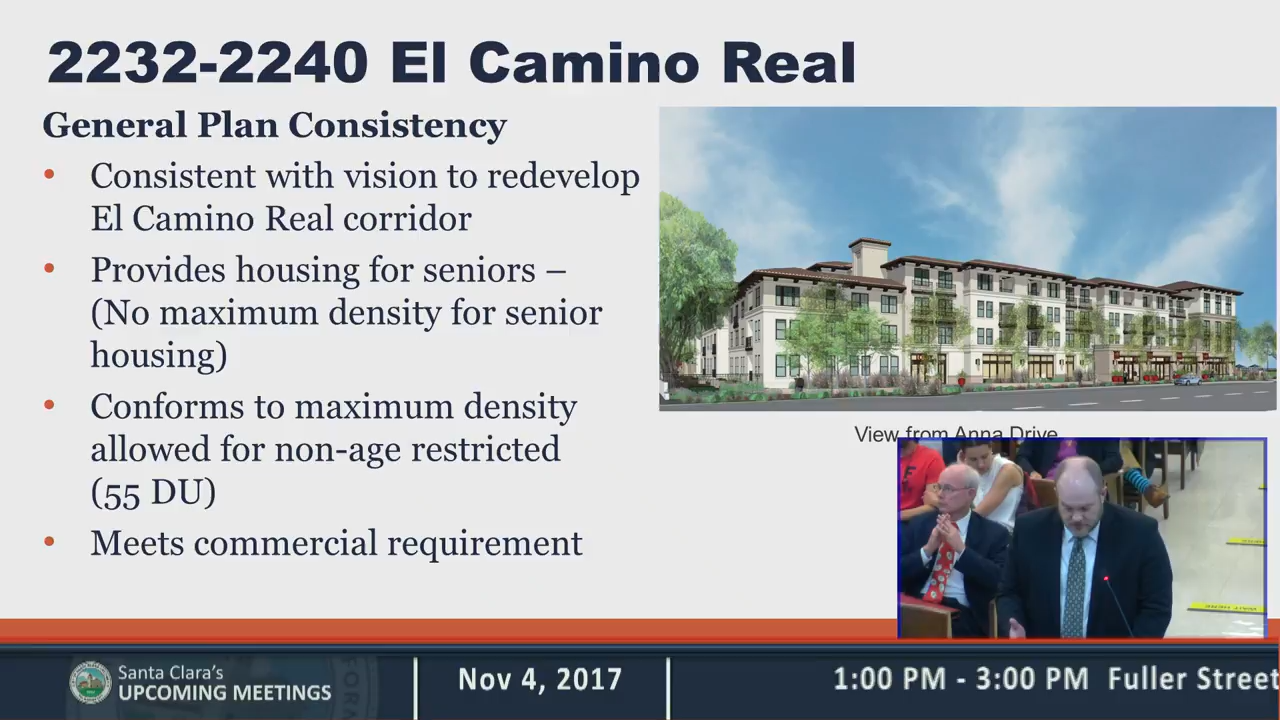 2232-2240 El Camino Real
General Plan Consistency
• Consistent with vision to redevelop
El Camino Real corridor
• Provides housing for seniors –
(No maximum density for senior
housing)
• Conforms to maximum density
allowed for non-age restricted
(55 DU)
• Meets commercial requirement
View from Anna Drive
Santa Clara's
UPCOMING MEETINGS
Nov 4, 2017
1:00 PM - 3:00 PM Fuller Street